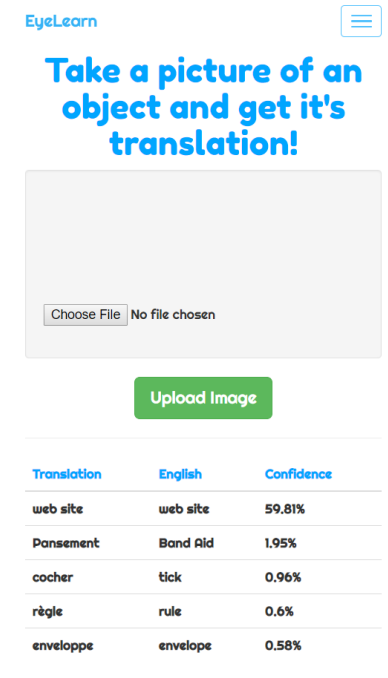 EyeLearn
Take a picture of an
object and get it's
translation!
Choose File No file chosen
Upload Image
Translation English Confidence
web site web site 59.81%
Pansement Band Aid 1.95%
cocher tick 0.96%
règle rule 0.6%
enveloppe envelope 0.58%